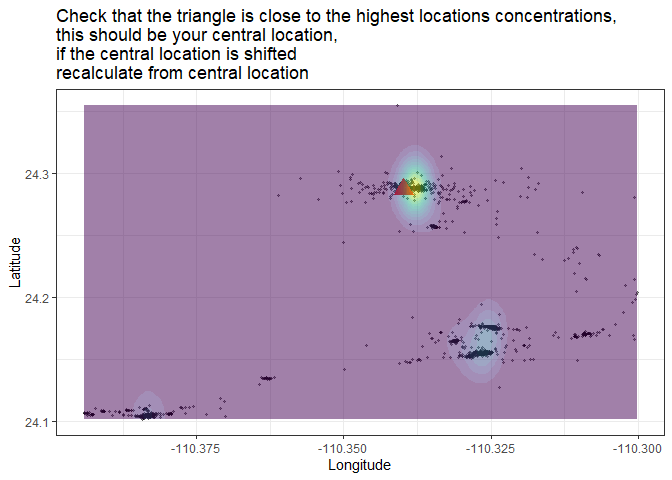 Check that the triangle is close to the highest locations concentrations,
this should be your central location,
if the central location is shifted
recalculate from central location
24.3
24.2
24.1
Latitude
-110.375
-110.350
-110.325
-110.300
Longitude